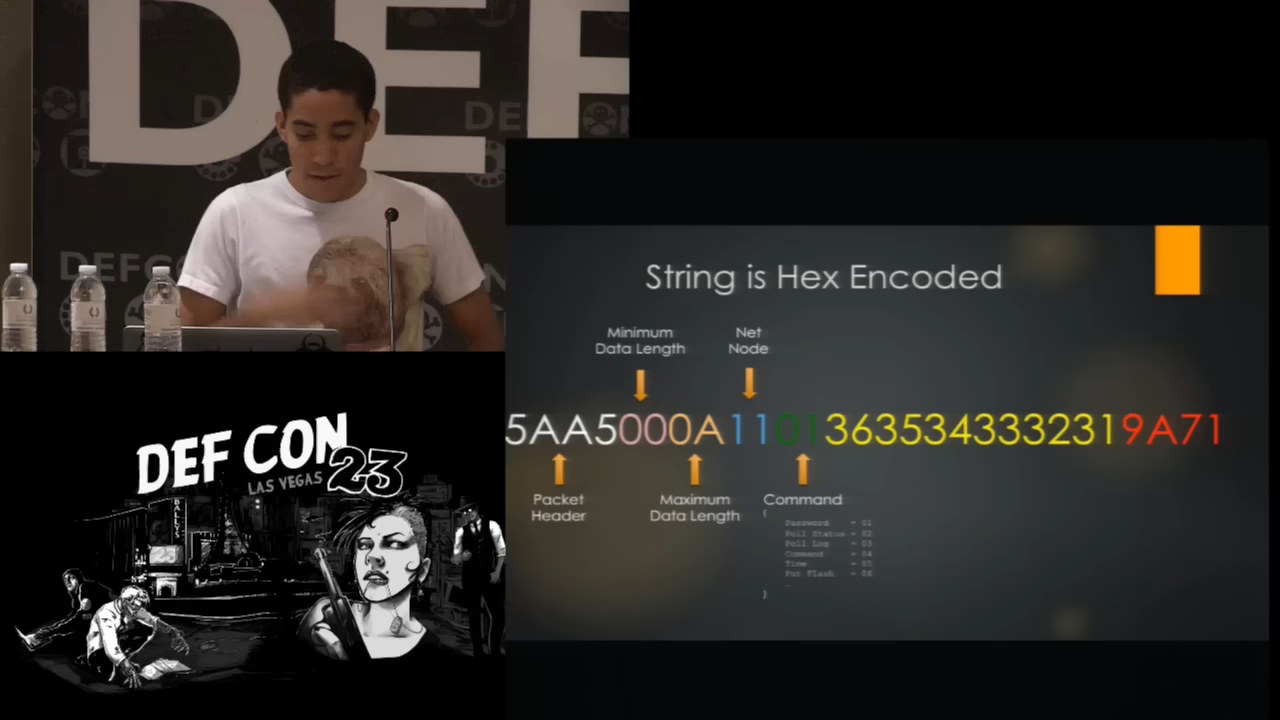 DEF
DEF
DEFC
String is Hex Encoded
Minimum
Data Length
Net
Node
5AA5000A11013635343332319A71
Packet
Header
Maximum
Data Length
Command
{
Password = 01
Poll Status = 02
Poll Log = 03
Command = 04
Time = 05
Put Flash = 06
}
DEF CON
23
LAS VEGAS
BALLYS